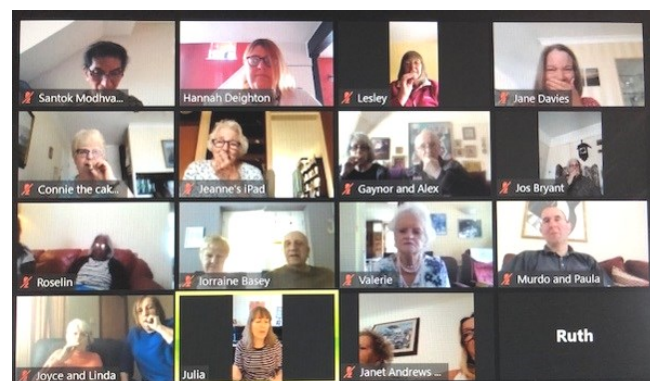 Santok Modhva...
Hannah Deighton
Lesley
Jane Davies
Connie the cak...
Jeanne's iPad
Gaynor and Alex
Jos Bryant
Roselin
lorraine Basey
Valerie
Murdo and Paula
Joyce and Linda
Julia
Janet Andrews ...
Ruth